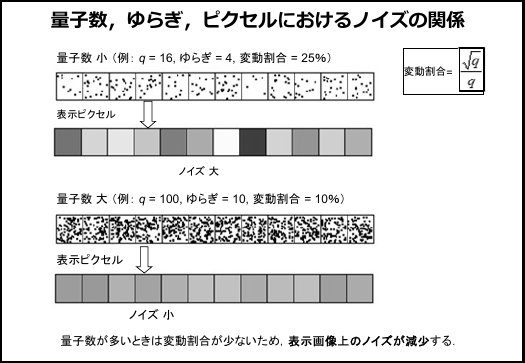 量子数，ゆらぎ，ピクセルにおけるノイズの関係
量子数 小 (例: q = 16, ゆらぎ = 4, 変動割合 = 25%)
変動割合= √q/q
表示ピクセル
ノイズ 大
量子数 大 (例: q = 100, ゆらぎ = 10, 変動割合 = 10%)
表示ピクセル
ノイズ 小
量子数が多いときは変動割合が少ないため，表示画像上のノイズが減少する.